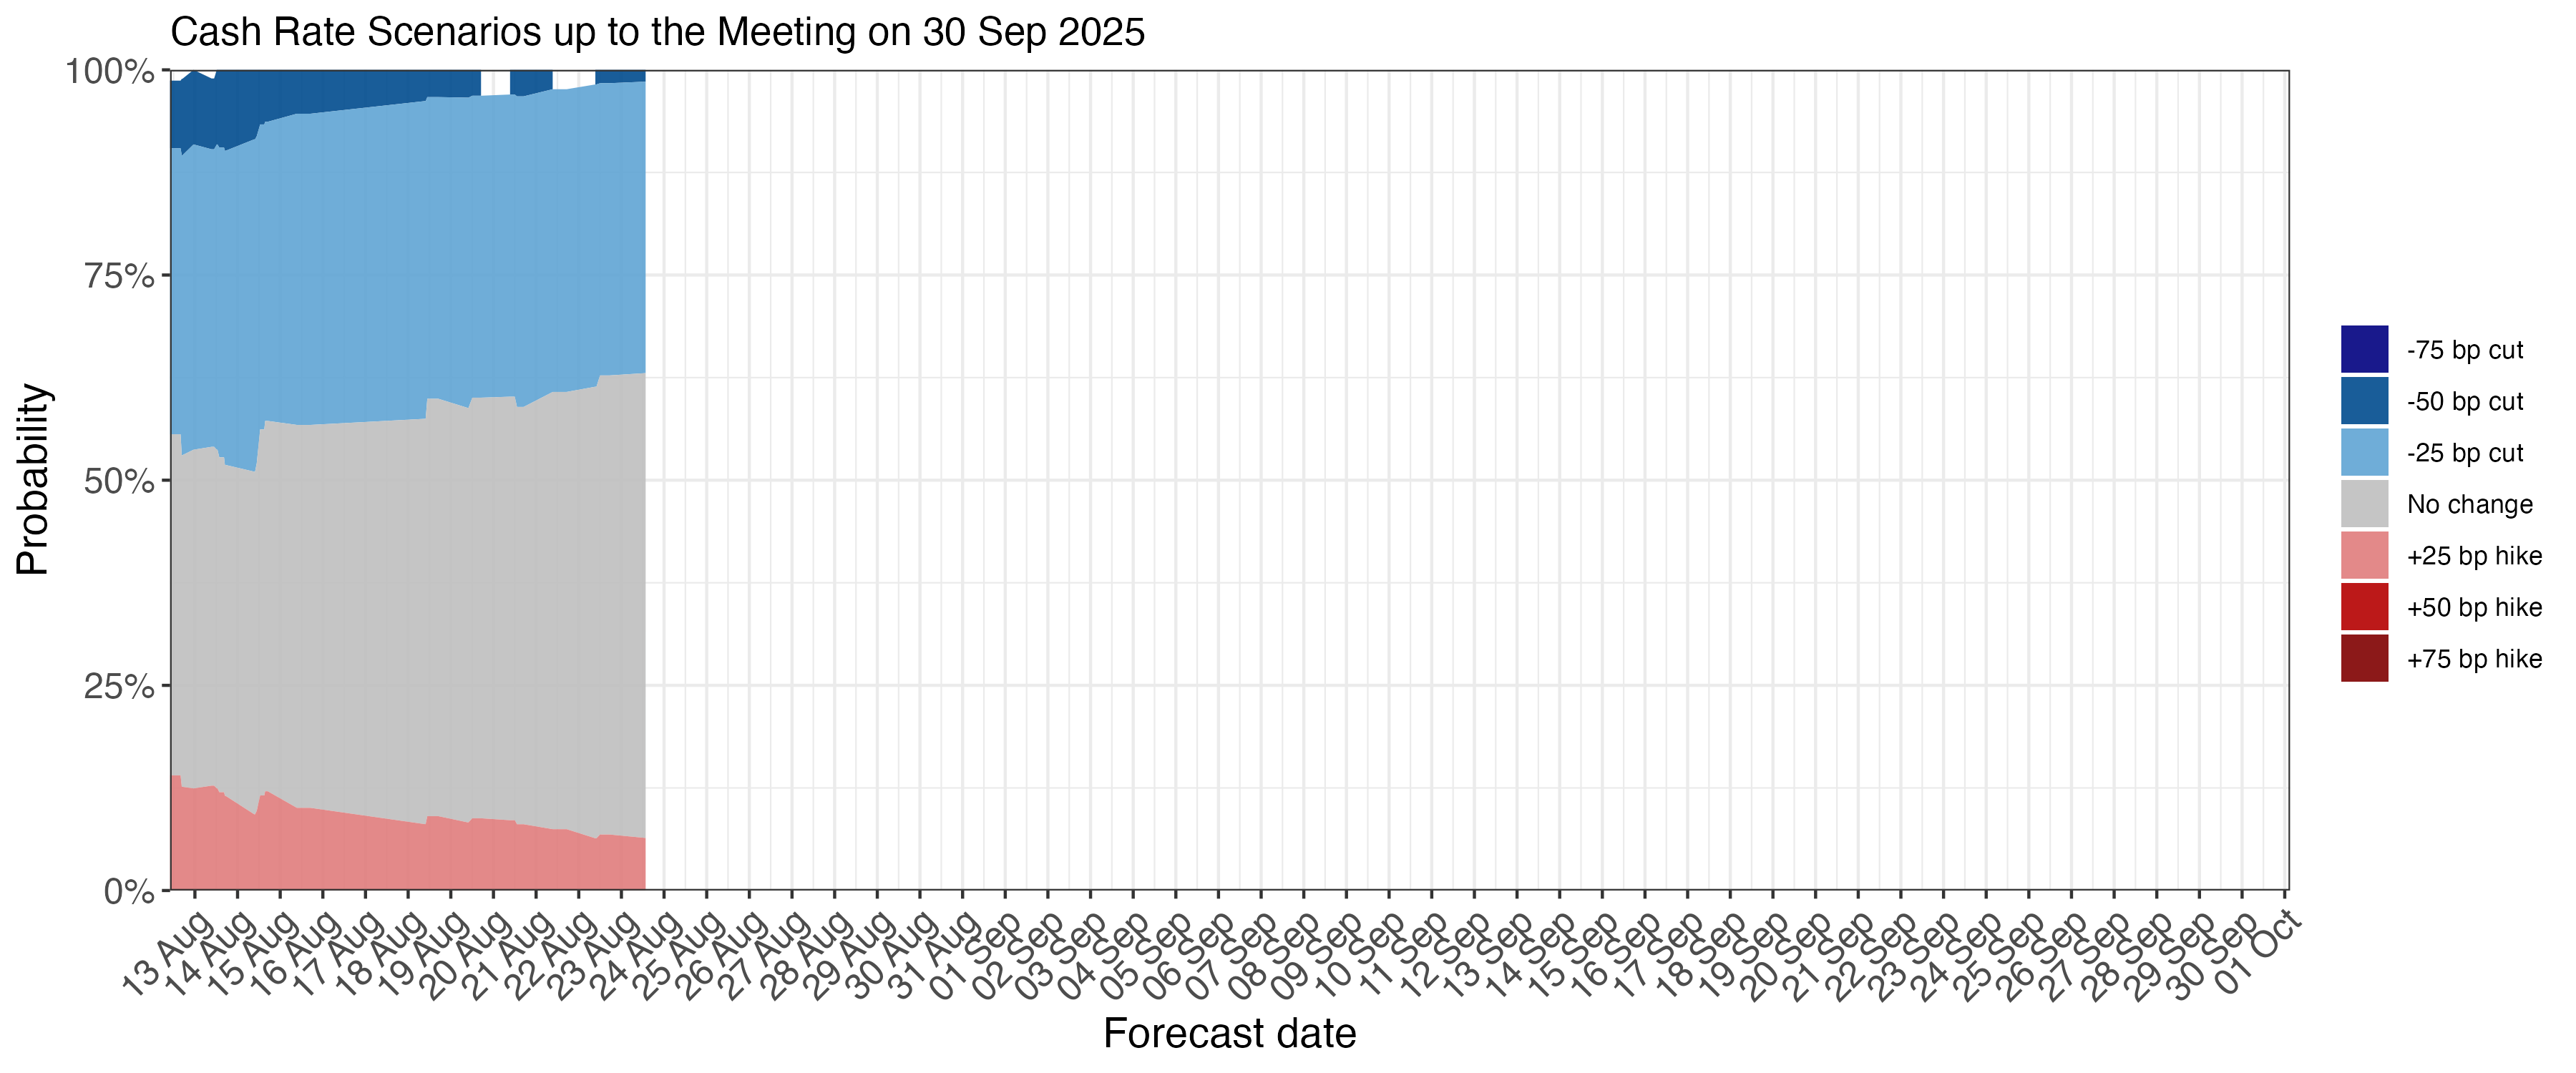 Cash Rate Scenarios up to the Meeting on 30 Sep 2025
Probability
100%
75%
50%
25%
0%
13 Aug
14 Aug
15 Aug
16 Aug
17 Aug
18 Aug
19 Aug
20 Aug
21 Aug
22 Aug
23 Aug
24 Aug
25 Aug
26 Aug
27 Aug
28 Aug
29 Aug
30 Aug
31 Aug
01 Sep
02 Sep
03 Sep
04 Sep
05 Sep
06 Sep
07 Sep
08 Sep
09 Sep
10 Sep
11 Sep
12 Sep
13 Sep
14 Sep
15 Sep
16 Sep
17 Sep
18 Sep
19 Sep
20 Sep
21 Sep
22 Sep
23 Sep
24 Sep
25 Sep
26 Sep
27 Sep
28 Sep
29 Sep
30 Sep
01 Oct
Forecast date
-75 bp cut
-50 bp cut
-25 bp cut
No change
+25 bp hike
+50 bp hike
+75 bp hike